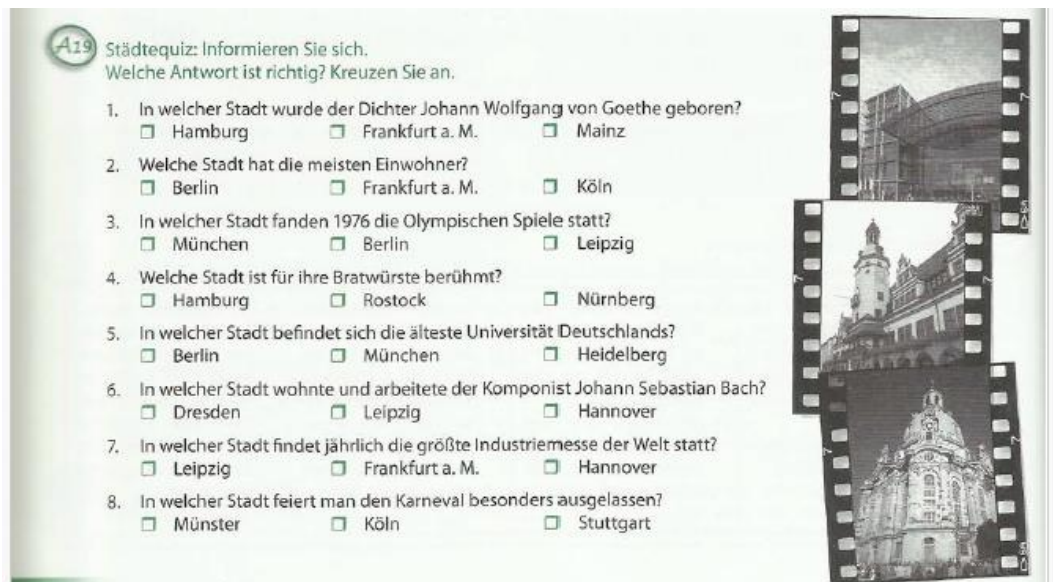 A19
Städtequiz: Informieren Sie sich.
Welche Antwort ist richtig? Kreuzen Sie an.
1. In welcher Stadt wurde der Dichter Johann Wolfgang von Goethe geboren?
Hamburg Frankfurt a. M. Mainz
2. Welche Stadt hat die meisten Einwohner?
Berlin Frankfurt a. M. Köln
3. In welcher Stadt fanden 1976 die Olympischen Spiele statt?
München Berlin Leipzig
4. Welche Stadt ist für ihre Bratwürste berühmt?
Hamburg Rostock Nürnberg
5. In welcher Stadt befindet sich die älteste Universität Deutschlands?
Berlin München Heidelberg
6. In welcher Stadt wohnte und arbeitete der Komponist Johann Sebastian Bach?
Dresden Leipzig Hannover
7. In welcher Stadt findet jährlich die größte Industriemesse der Welt statt?
Leipzig Frankfurt a. M. Hannover
8. In welcher Stadt feiert man den Karneval besonders ausgelassen?
Münster Köln Stuttgart